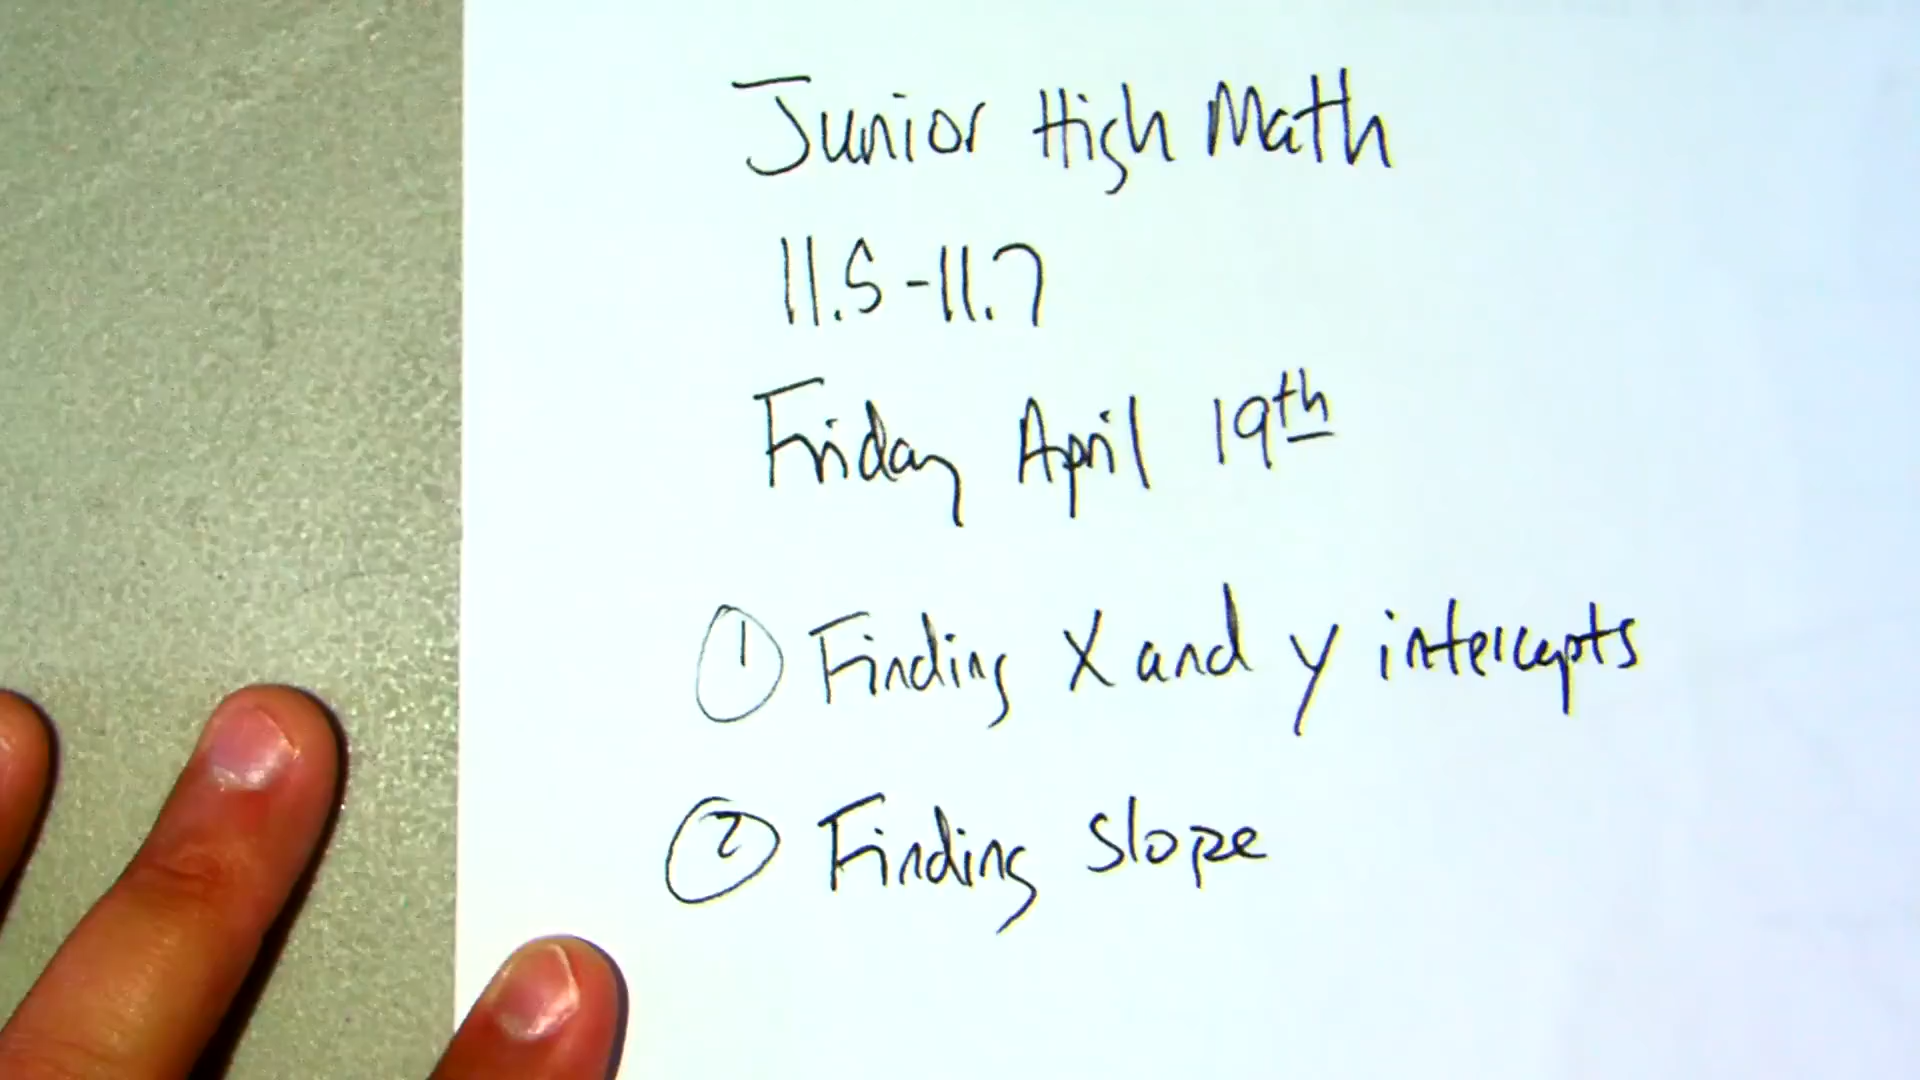 Junior High Math
11.5-11.7
Friday April 19th
① Finding X and y intercepts
② Finding slope